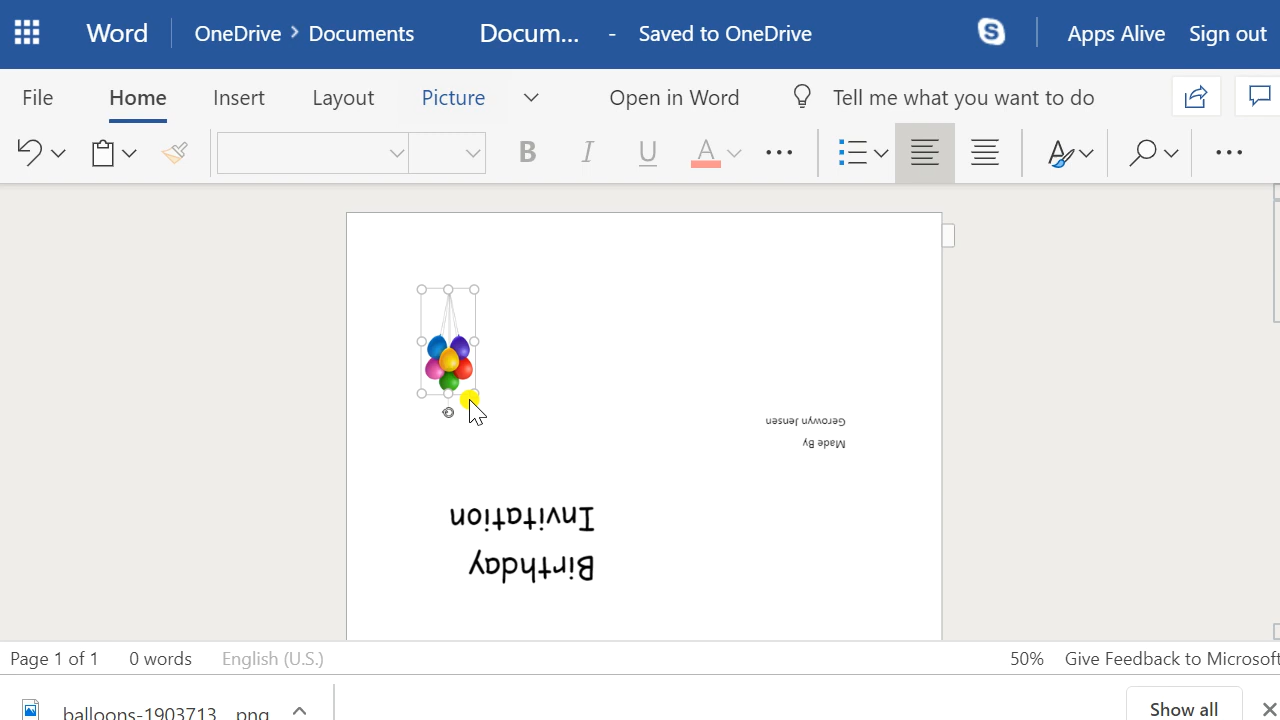 Word
OneDrive > Documents
Docum... - Saved to OneDrive
Apps Alive
Sign out
File
Home
Insert
Layout
Picture
Open in Word
Tell me what you want to do
B I U A
Gerowyn Jensen
Made By
Invitation
Birthday
Page 1 of 1
0 words
English (U.S.)
50%
Give Feedback to Microsoft
balloons-1903713_.png
Show all